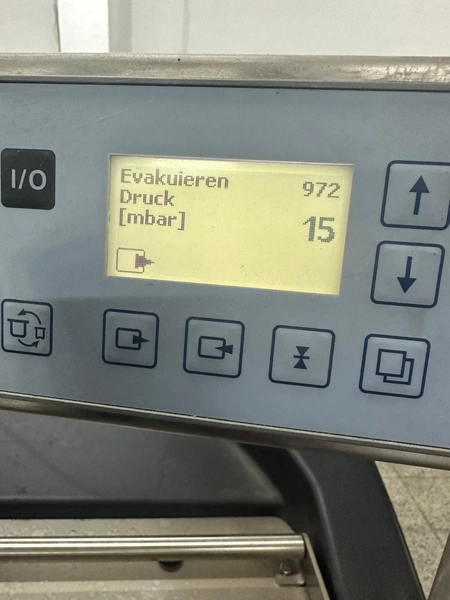 I/O
Evakuieren 972
Druck
[mbar] 15